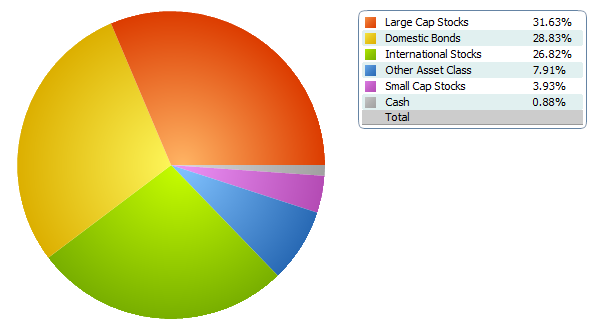 Large Cap Stocks 31.63%
Domestic Bonds 28.83%
International Stocks 26.82%
Other Asset Class 7.91%
Small Cap Stocks 3.93%
Cash 0.88%
Total